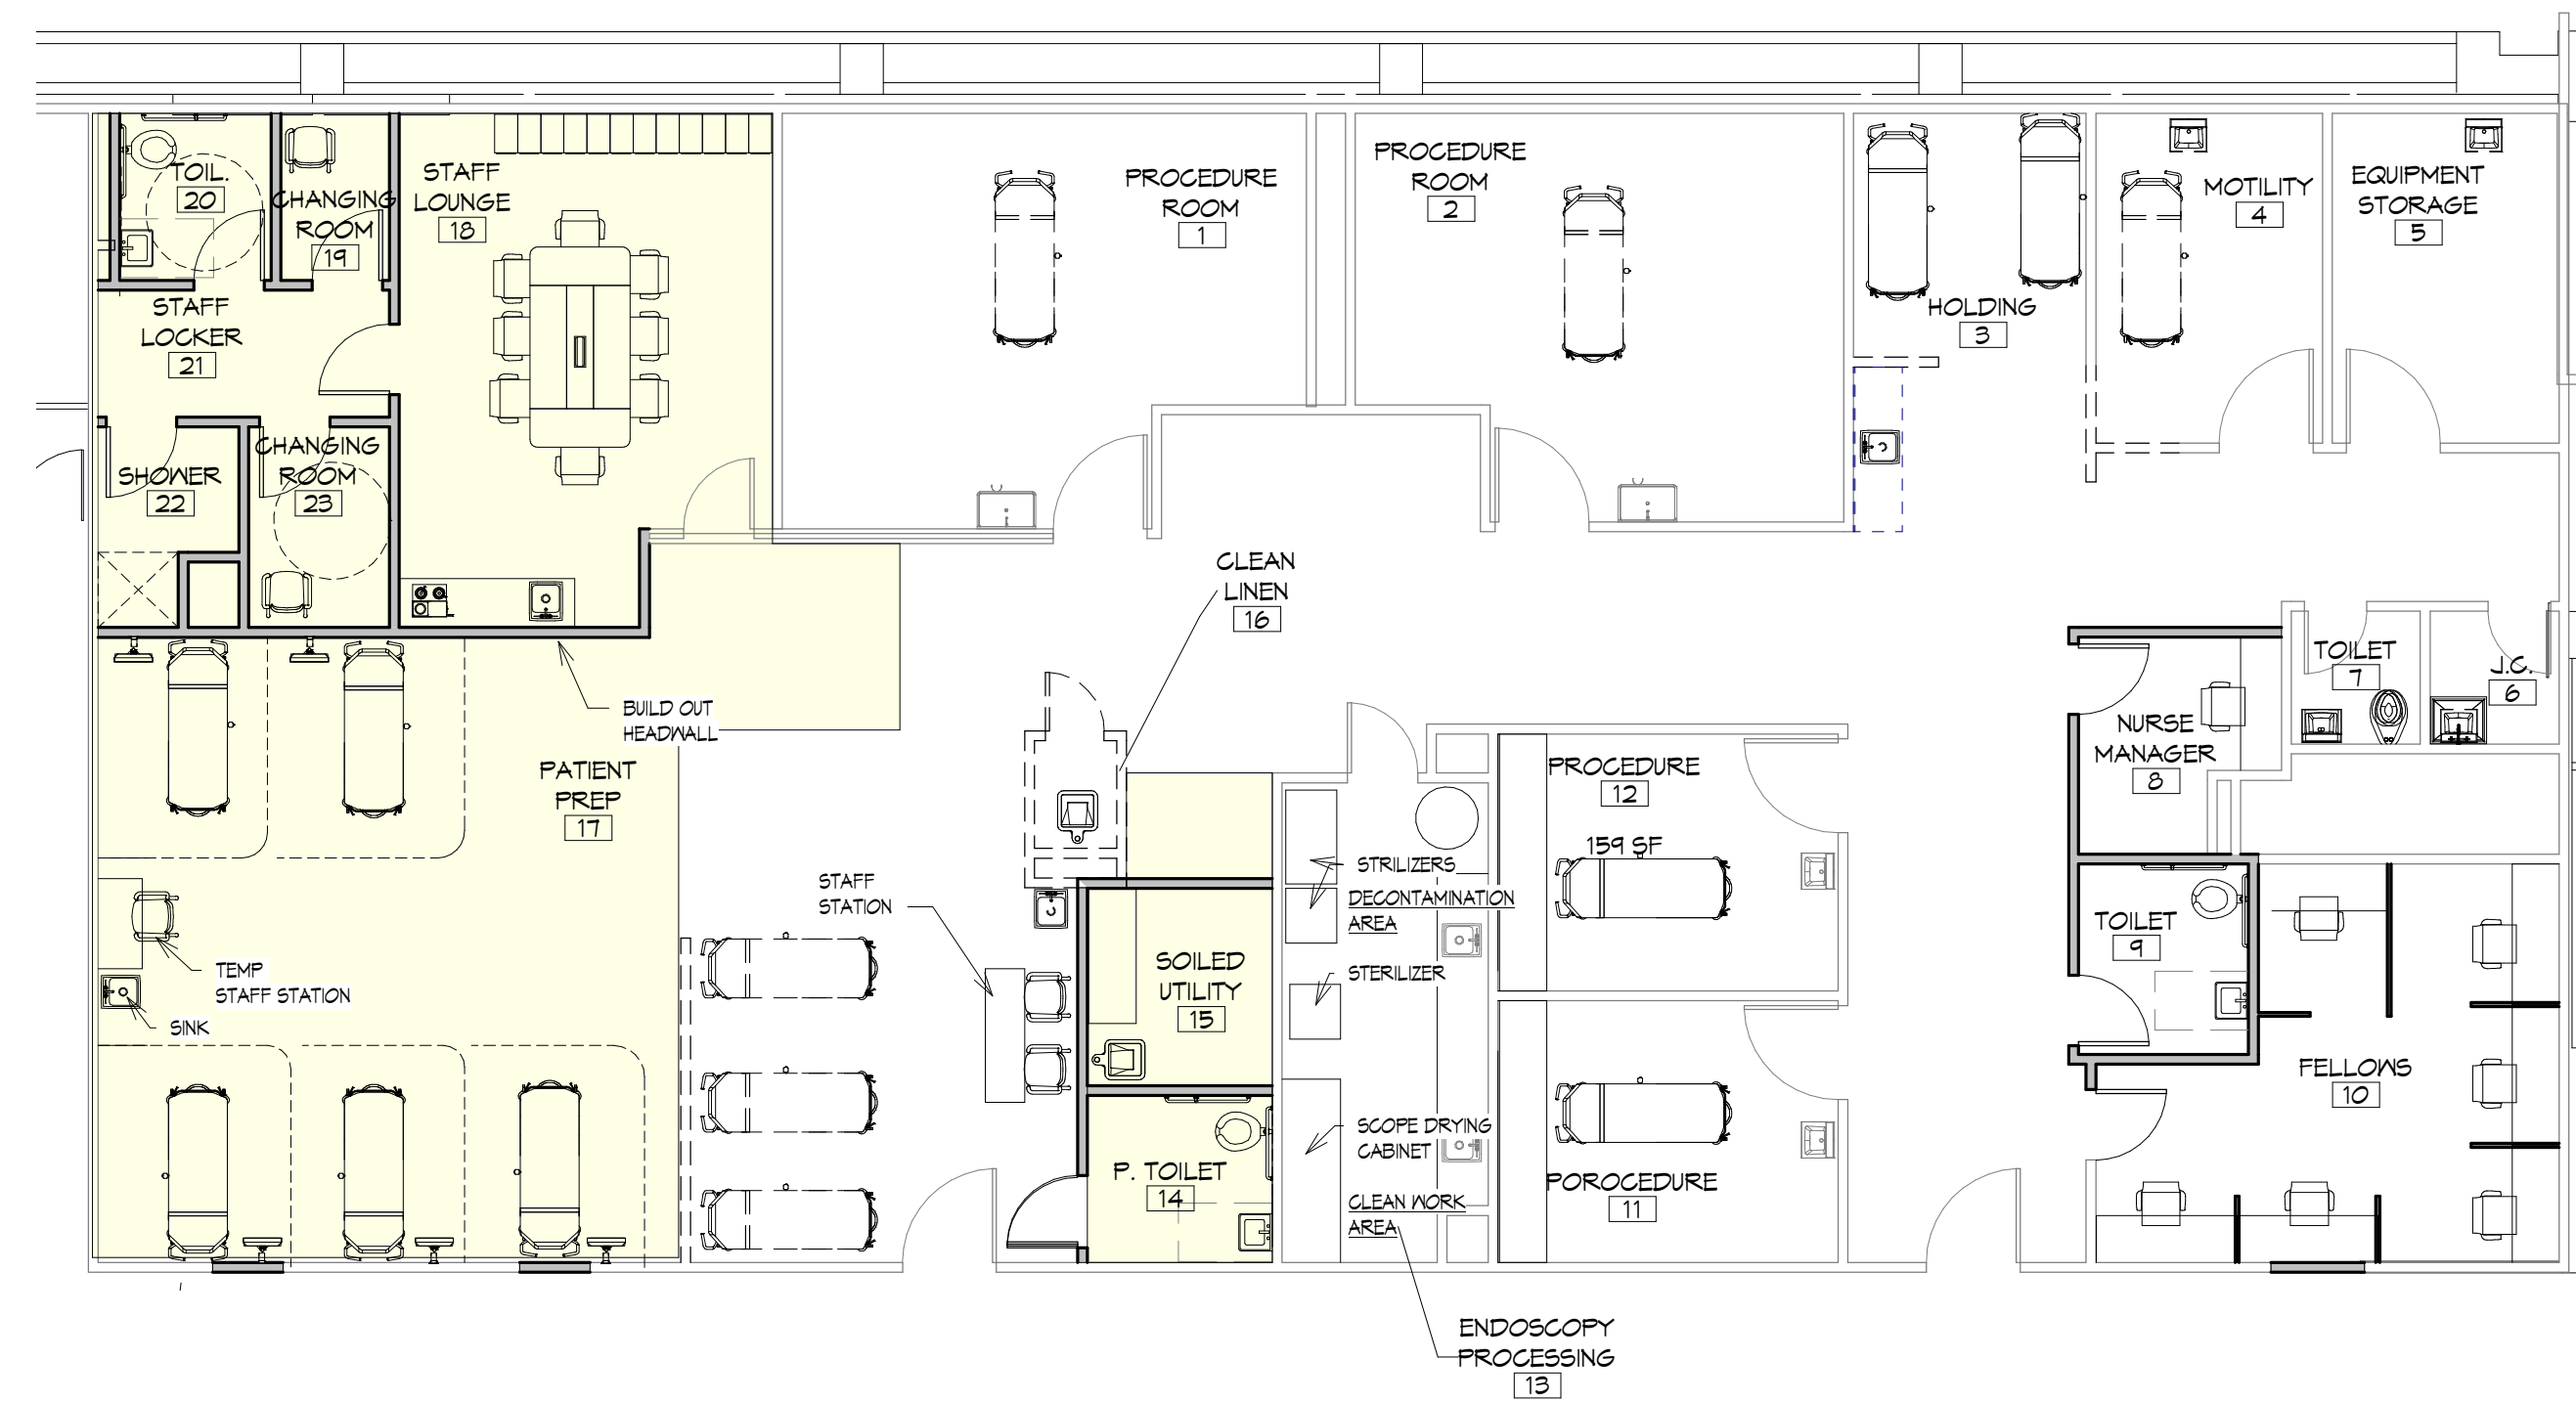 TOIL.
20
CHANGING
ROOM
19
STAFF
LOUNGE
18
PROCEDURE
ROOM
1
PROCEDURE
ROOM
2
HOLDING
3
MOTILITY
4
EQUIPMENT
STORAGE
5
STAFF
LOCKER
21
SHOWER
22
CHANGING
ROOM
23
CLEAN
LINEN
16
BUILD OUT
HEADWALL
PATIENT
PREP
17
TOILET
7
J.C.
6
NURSE
MANAGER
8
PROCEDURE
12
159 SF
STAFF
STATION
STRILIZERS
DECONTAMINATION
AREA
STERILIZER
SOILED
UTILITY
15
TOILET
9
TEMP
STAFF STATION
SINK
FELLOWS
10
SCOPE DRYING
CABINET
P. TOILET
14
CLEAN WORK
AREA
POROCEDURE
11
ENDOSCOPY
PROCESSING
13